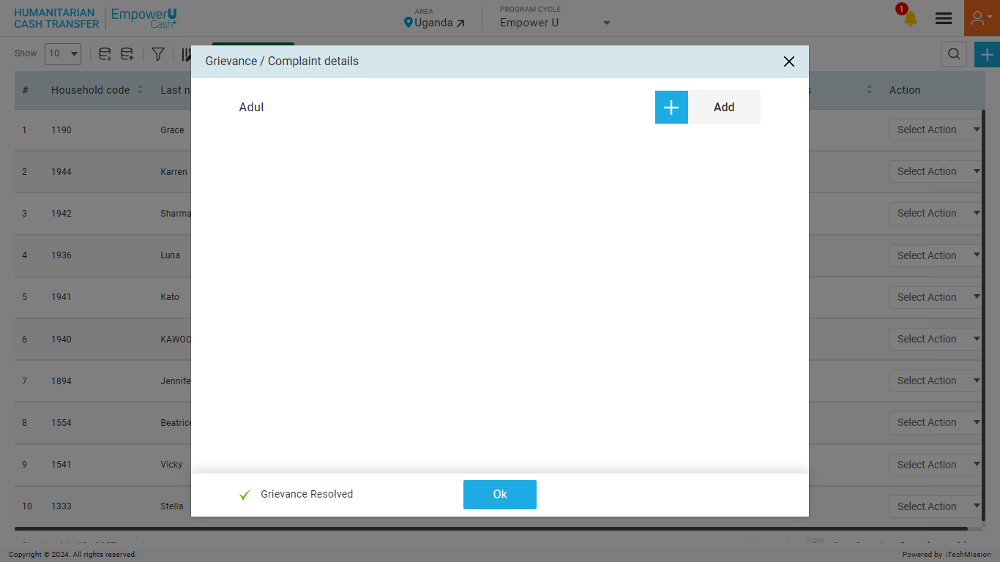 HUMANITARIAN
CASH TRANSFER
EmpowerU
Cash+
AREA
Uganda
PROGRAM CYCLE
Empower U
1
Show 10
Grievance / Complaint details
# Household code Last n s Action
Adul
Add
1 1190 Grace Select Action
2 1944 Karren Select Action
3 1942 Sharma Select Action
4 1936 Luna Select Action
5 1941 Kato Select Action
6 1940 KAWOO Select Action
7 1894 Jennife Select Action
8 1554 Beatrice Select Action
9 1541 Vicky Select Action
10 1333 Stella Select Action
Grievance Resolved
Ok
Copyright © 2024. All rights reserved.
Powered by iTechMission